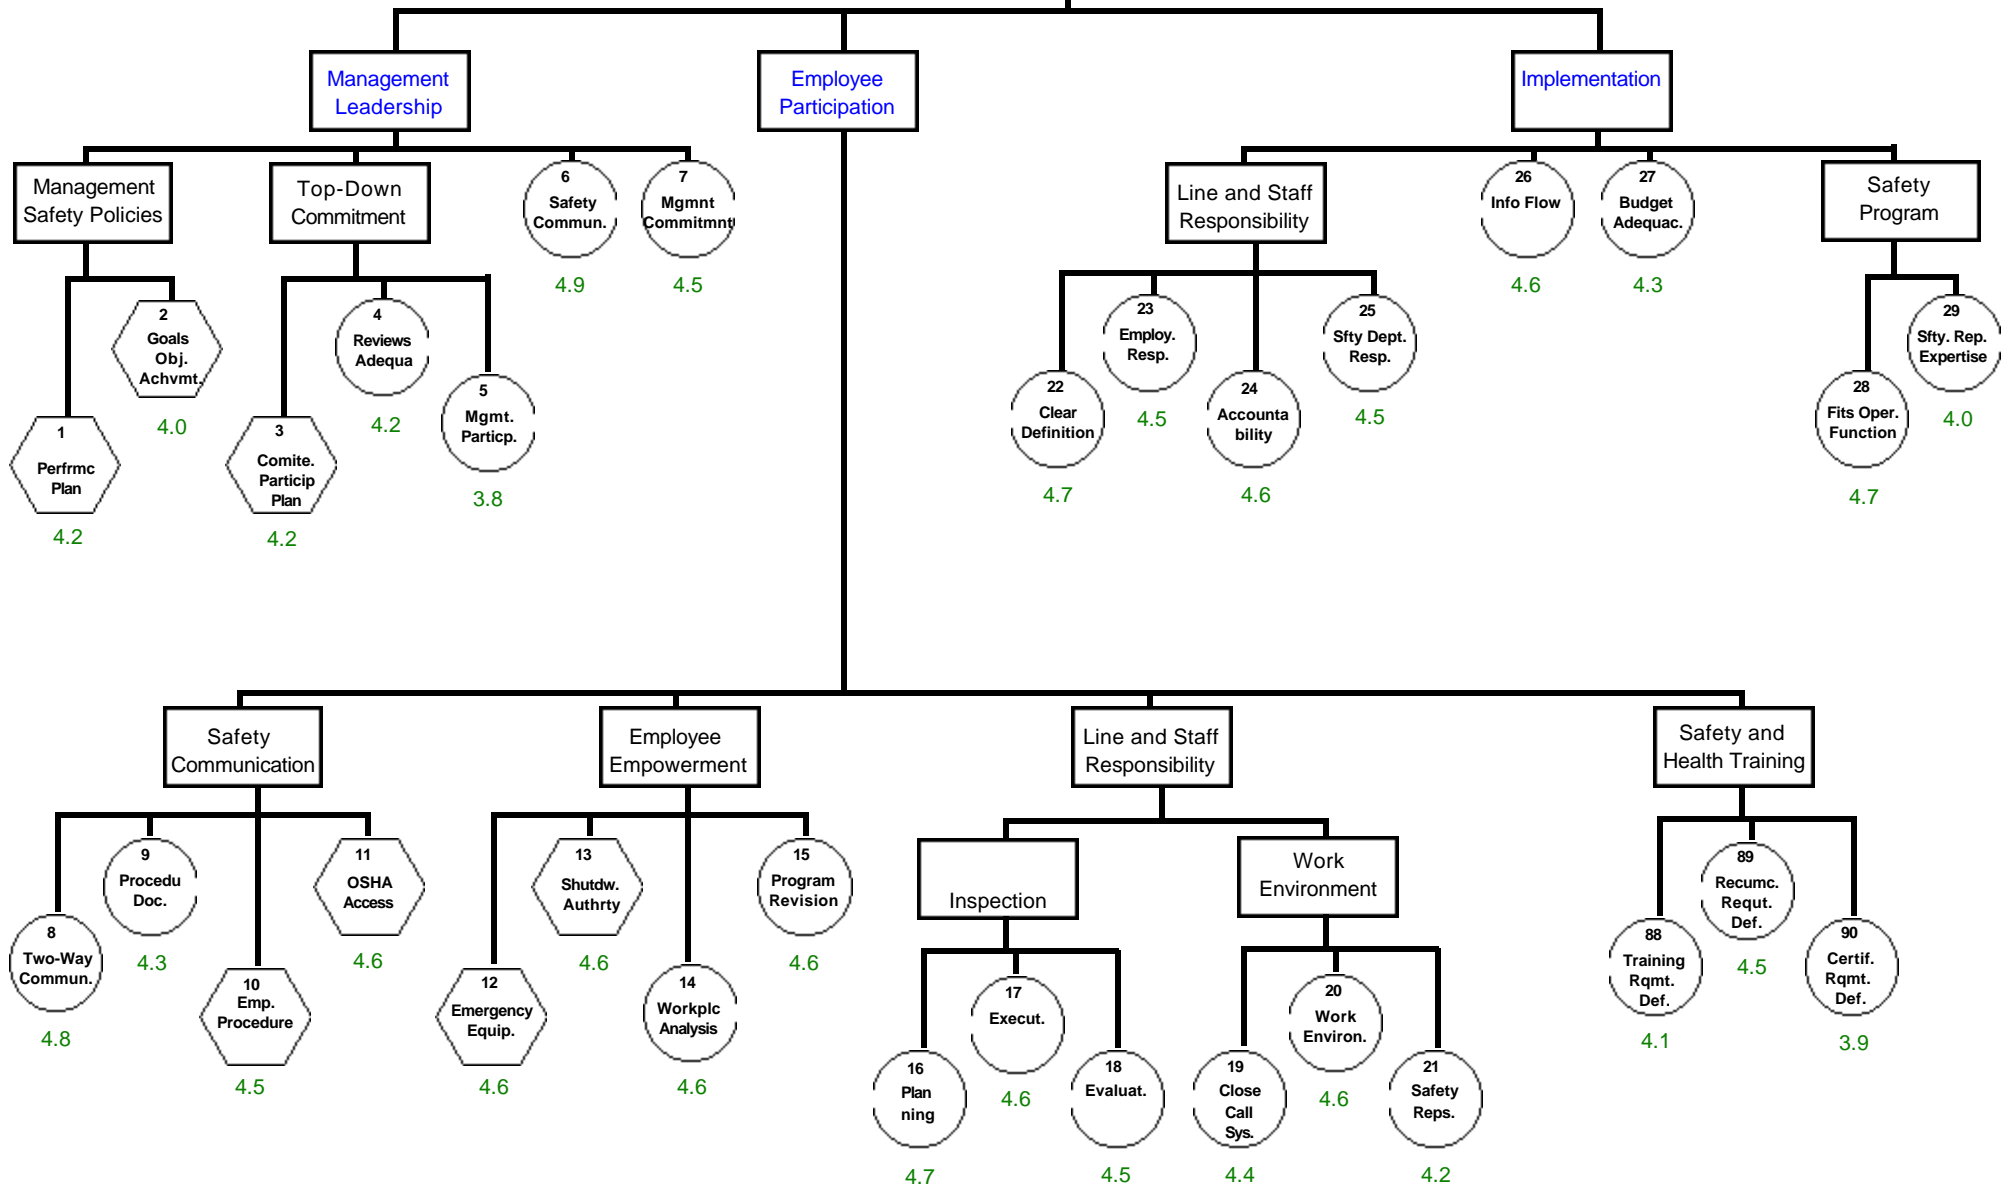 Management
Leadership
Employee
Participation
Implementation
Management
Safety Policies
Top-Down
Commitment
6
Safety
Commun.
4.9
7
Mgmnt
Commitmnt
4.5
Line and Staff
Responsibility
26
Info Flow
4.6
27
Budget
Adequac.
4.3
Safety
Program
1
Perfrmc
Plan
4.2
2
Goals
Obj.
Achvmt.
4.0
3
Comite.
Particip
Plan
4.2
4
Reviews
Adequa
4.2
5
Mgmt.
Particp.
3.8
22
Clear
Definition
4.7
23
Employ.
Resp.
4.5
24
Accounta
bility
4.6
25
Sfty Dept.
Resp.
4.5
28
Fits Oper.
Function
4.7
29
Sfty. Rep.
Expertise
4.0
Safety
Communication
Employee
Empowerment
Line and Staff
Responsibility
Safety and
Health Training
8
Two-Way
Commun.
4.8
9
Procedu
Doc.
4.3
10
Emp.
Procedure
4.5
11
OSHA
Access
4.6
12
Emergency
Equip.
4.6
13
Shutdw.
Authrty
4.6
14
Workplc
Analysis
4.6
15
Program
Revision
4.6
Inspection
Work
Environment
16
Plan
ning
4.7
17
Execut.
4.6
18
Evaluat.
4.5
19
Close
Call
Sys.
4.4
20
Work
Environ.
4.6
21
Safety
Reps.
4.2
88
Training
Rqmt.
Def.
4.1
89
Recumc.
Requt.
Def.
4.5
90
Certif.
Rqmt.
Def.
3.9